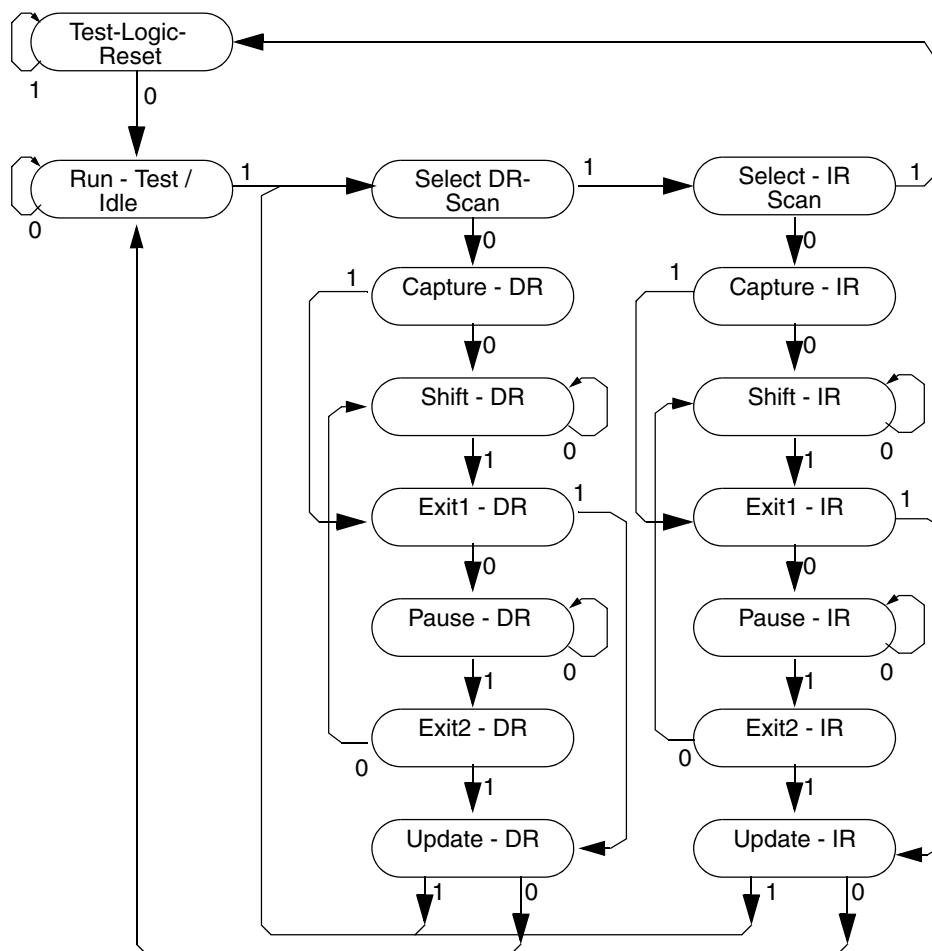 Test-Logic-
Reset
1
0
Run - Test /
Idle
1
0
Select DR-
Scan
1
0
Select - IR
Scan
1
0
1
Capture - DR
0
1
Capture - IR
0
Shift - DR
0
1
Shift - IR
0
1
Exit1 - DR
1
0
Exit1 - IR
1
0
Pause - DR
0
1
Pause - IR
0
1
Exit2 - DR
0
1
Exit2 - IR
0
1
Update - DR
1
0
Update - IR
1
0